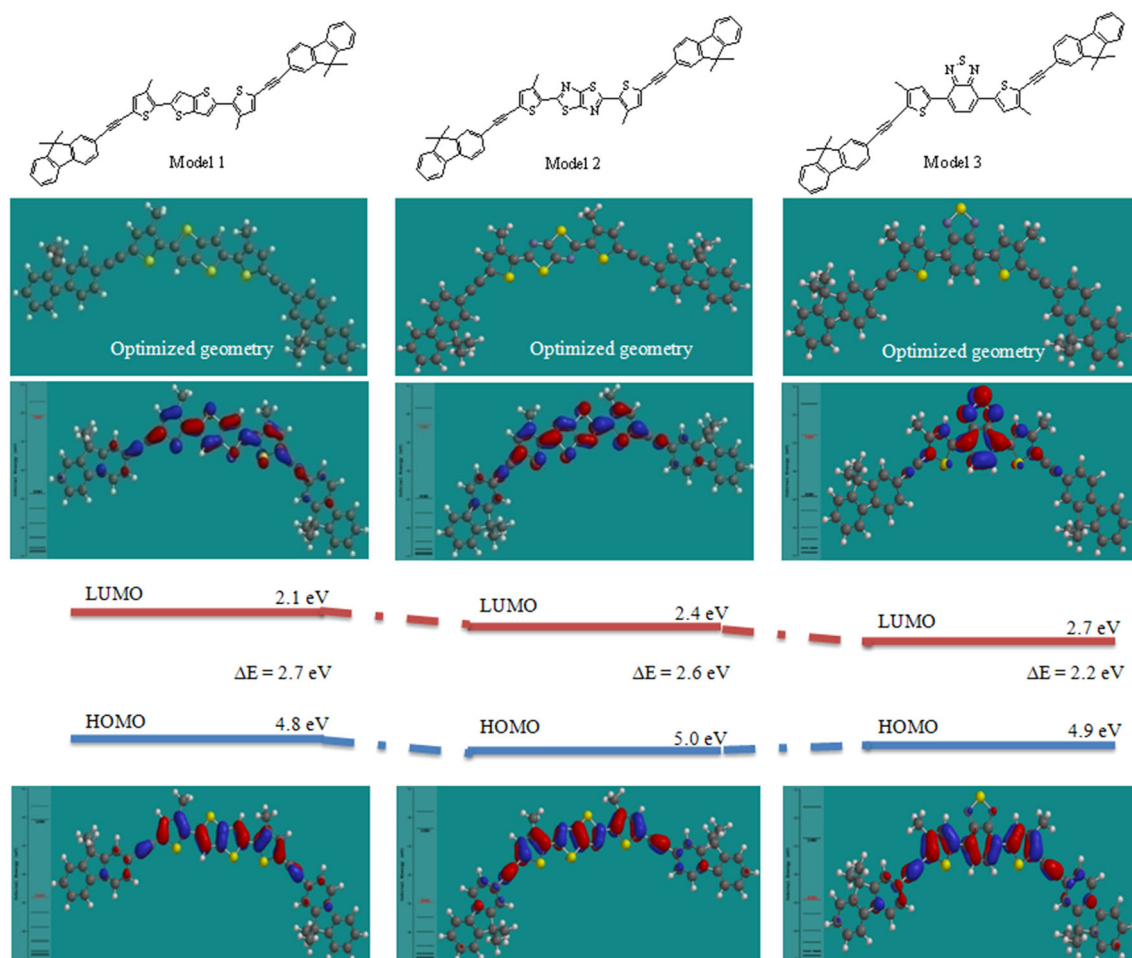 S
N N
N S
S S S S
S S
S N
S S
Model 1
Model 2
Model 3
Optimized geometry
Optimized geometry
Optimized geometry
LUMO 2.1 eV
LUMO 2.4 eV
LUMO 2.7 eV
ΔE = 2.7 eV
ΔE = 2.6 eV
ΔE = 2.2 eV
HOMO 4.8 eV
HOMO 5.0 eV
HOMO 4.9 eV